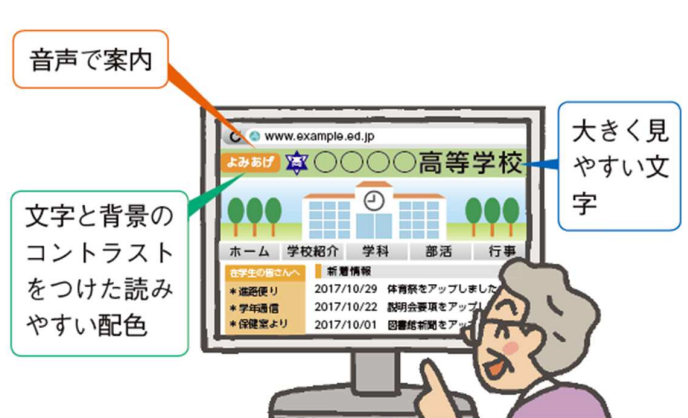 音声で案内
www.example.ed.jp
よみあげ
○○○○高等学校
大きく見
やすい文
字
文字と背景の
コントラスト
をつけた読み
やすい配色
ホーム 学校紹介 学科 部活 行事
在学生の皆さんへ
*進路便り
*学年通信
*保健室より
新着情報
2017/10/29 体育祭をアップしました
2017/10/22 説明会要項をアップし
2017/10/01 図書館新聞をアップ